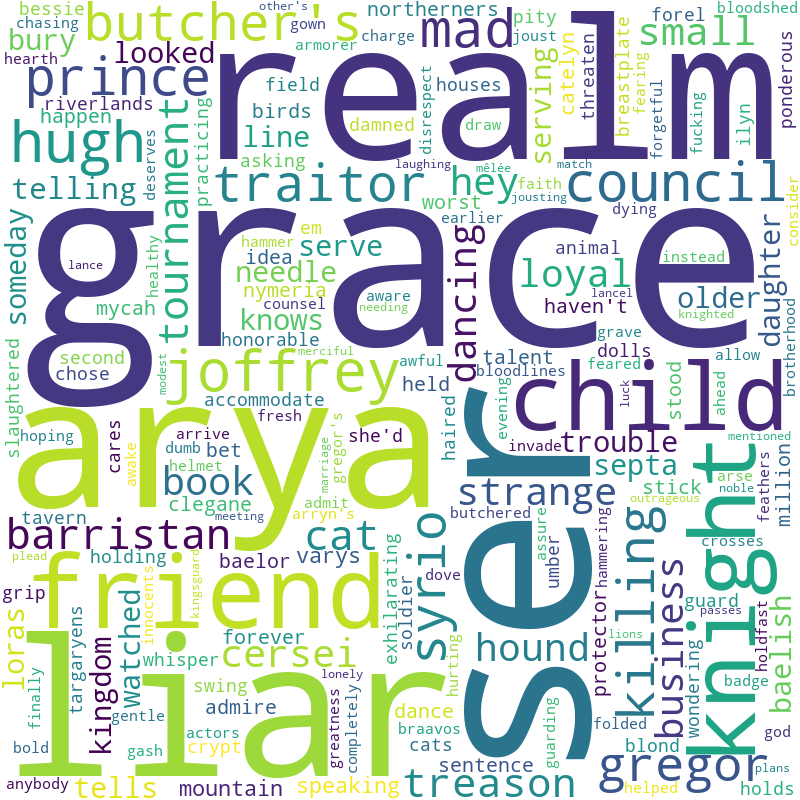 bessie
other's
chasing
gown
butcher's
mad
northerners
pity
forel
bloodshed
armorer
charge
joust
small
bury
looked
hearth
prince
realm
field
houses
serving
catelyn
threaten
breastplate
fearing
forgetful
fucking
ilyn
ponderous
riverlands
birds
happen
hugh
tournament
deserves
practicing
line
damned
disrespect
draw
asking
laughing
mêlée
match
telling
traitor
hey
faith
jousting
council
dying
worst
earlier
consider
someday
grace
em
hammer
idea
serve
animal
daughter
healthy
needle
instead
lance
nymeria
aware
loyal
older
counsel
needing
lancel
mycah
knows
dancing
haven't
knighted
honorable
grave
brotherhood
second
merciful
talent
dolls
allow
chose
joffrey
awful
bloodlines
feared
stood
ahead
luck
slaughtered
modest
held
child
accommodate
arya
fresh
evening
hoping
cares
arrive
she'd
haired
ser
invade
trouble
mentioned
awake
dumb
bet
gregor's
marriage
knight
arse
feathers
million
book
helmet
admit
septa
noble
clegane
strange
stick
outrageous
tavern
meeting
arryn's
butchered
barristan
cat
syrio
assure
umber
killing
crosses
plead
holding
baelor
varys
exhilarating
soldier
dove
protector
hammering
business
guard
passes
holdfast
baelish
grip
friend
innocents
kingsguard
loras
finally
targaryens
watched
forever
hound
lions
wondering
whisper
cersei
lonely
hurting
guarding
badge
kingdom
liar
swing
greatness
completely
god
gentle
admire
dance
folded
bold
gash
actors
crypt
braavos
blond
cats
sentence
gregor
plans
anybody
tells
mountain
speaking
treason
helped
holds